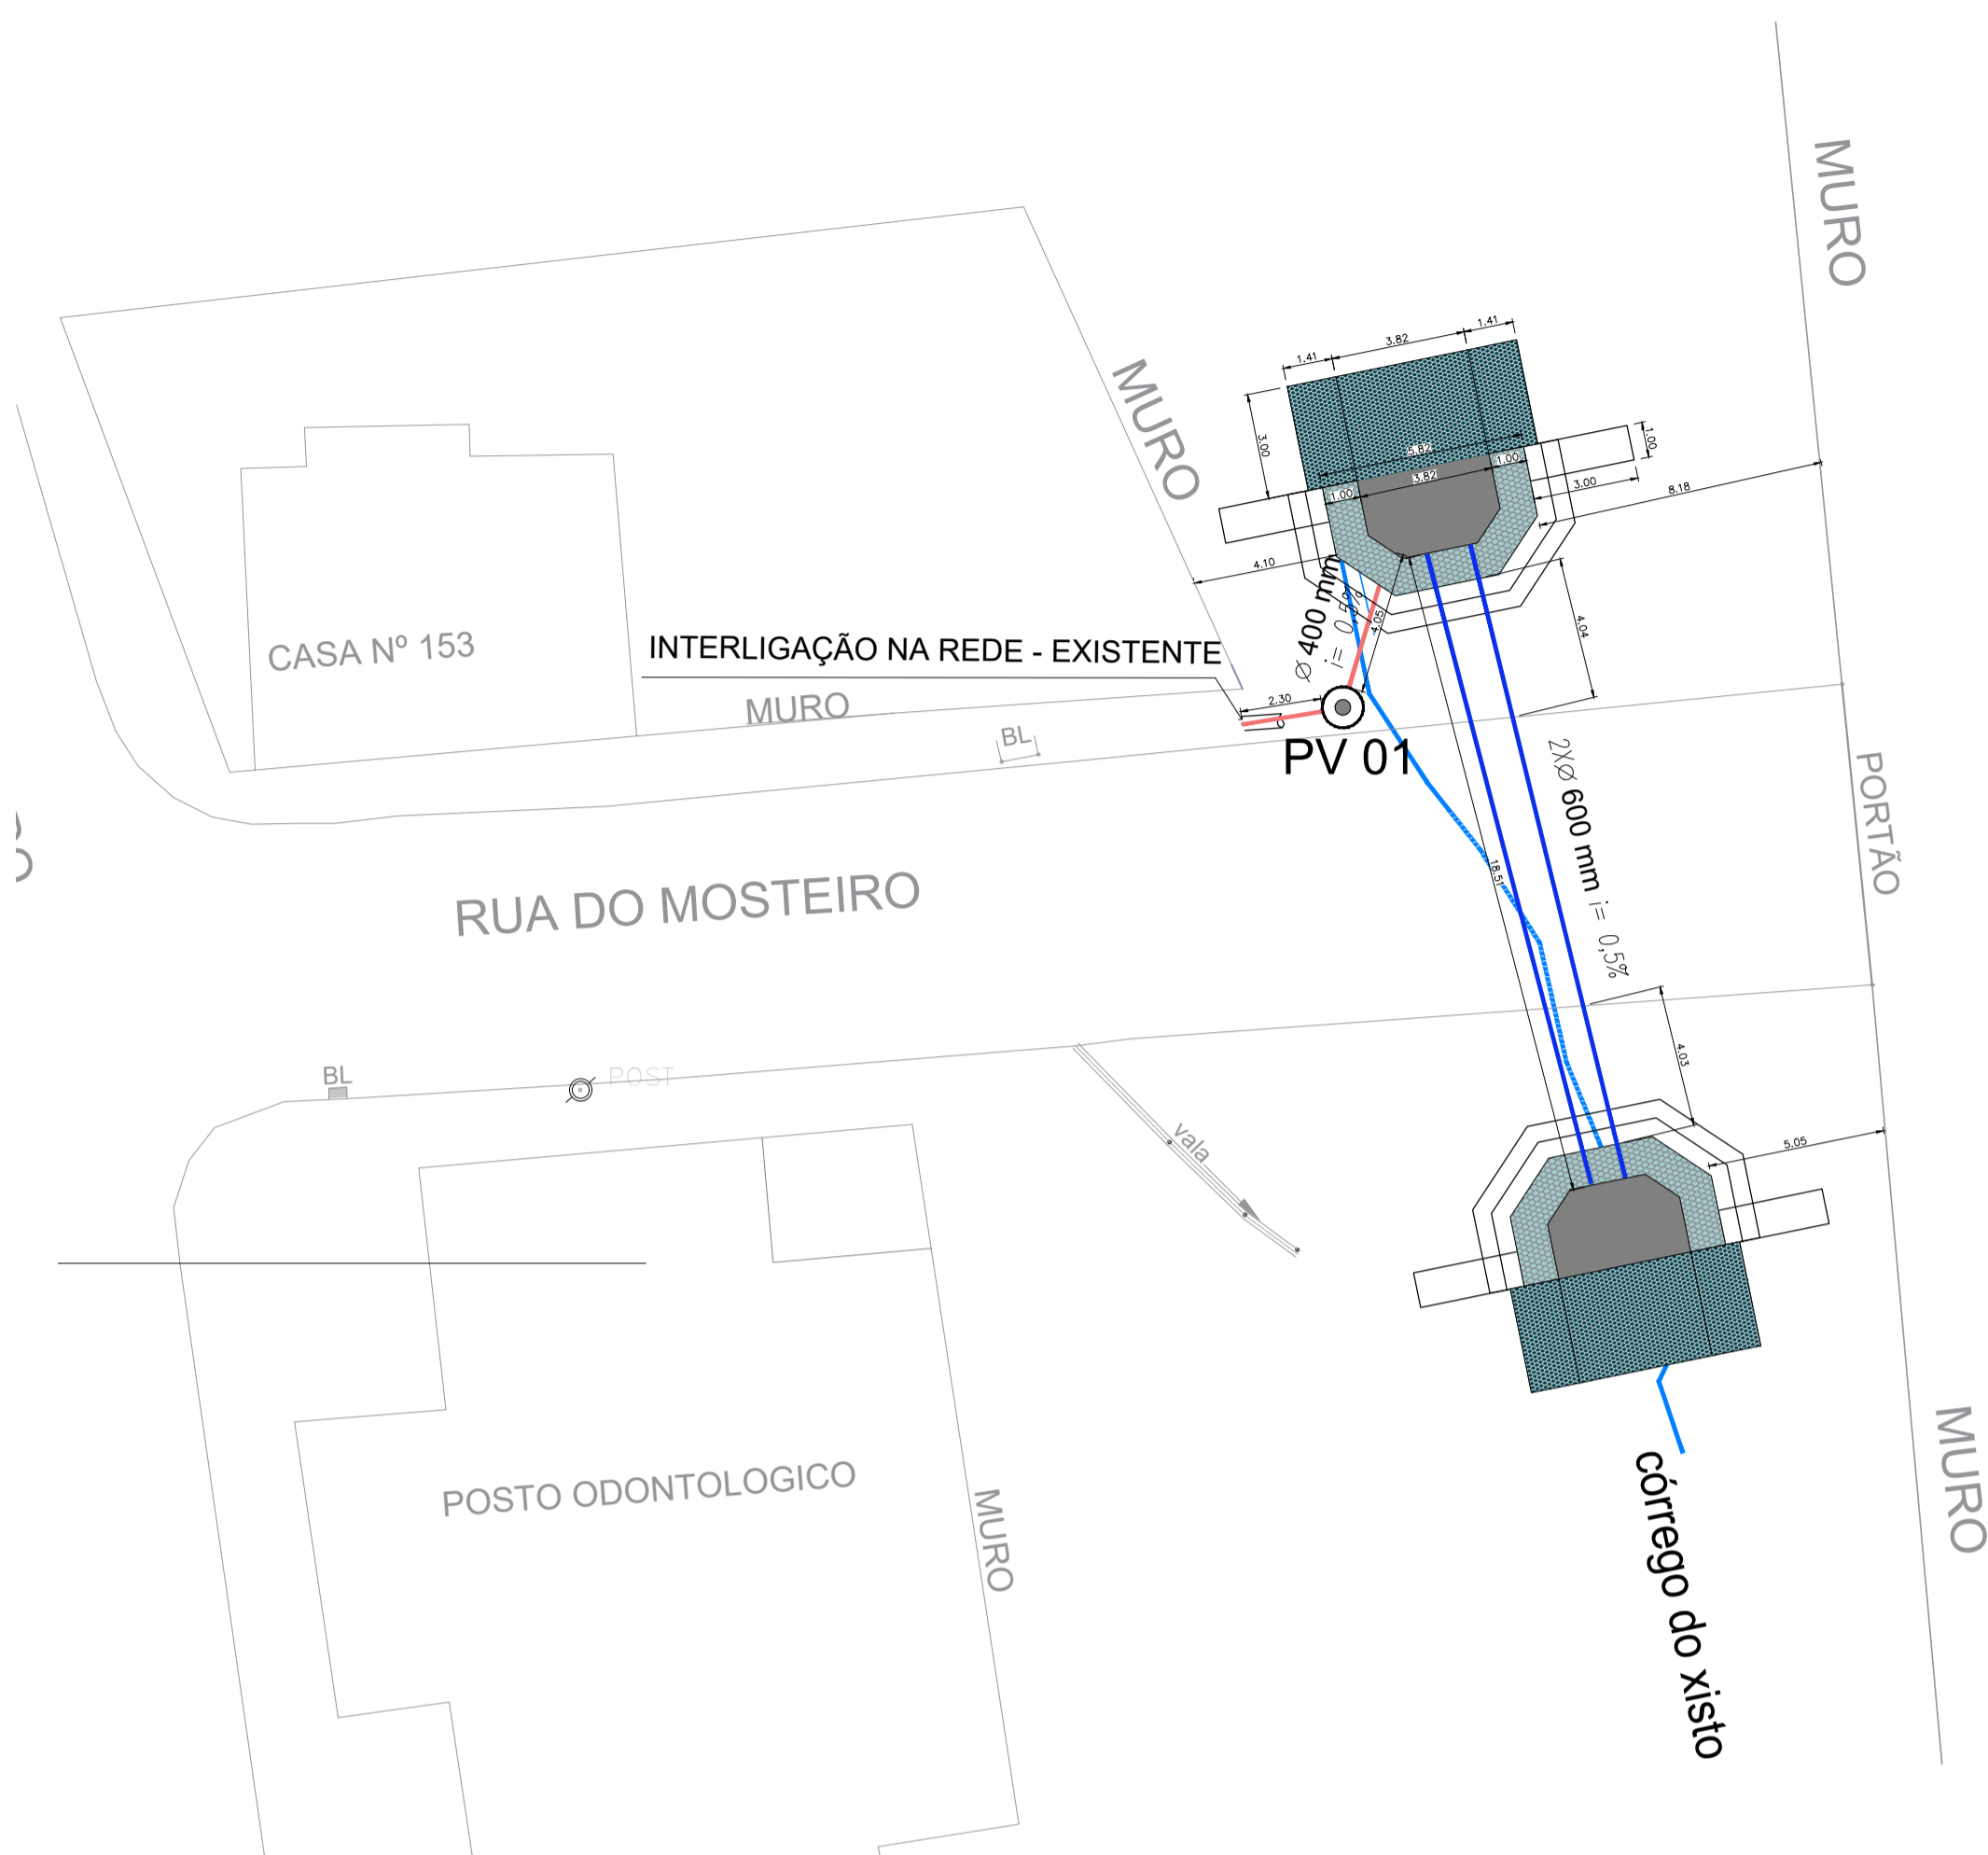 MURO
1.41
3.82
1.41
MURO
3.00
5.82
1.00
3.82
1.00
1.00
3.00
8.18
4.10
Ø 400 mm
i= 0,5%
4.05
4.04
CASA Nº 153
INTERLIGAÇÃO NA REDE - EXISTENTE
MURO
2.30
BL
PV 01
2XØ 600 mm i= 0,5%
PORTÃO
18.51
RUA DO MOSTEIRO
BL
POST
vala
4.03
5.05
POSTO ODONTOLOGICO
MURO
MURO
córrego do xisto